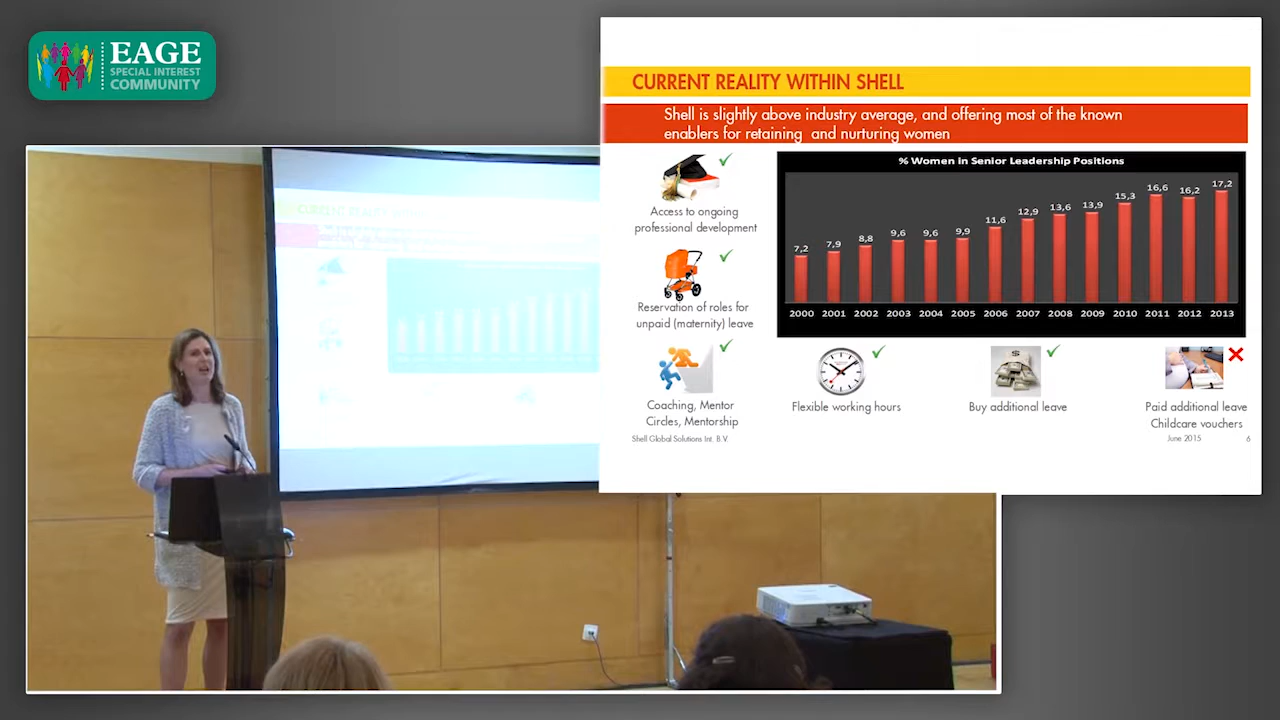 EAGE
SPECIAL INTEREST
COMMUNITY
CURRENT REALITY WITHIN SHELL
Shell is slightly above industry average, and offering most of the known
enablers for retaining and nurturing women
Access to ongoing
professional development
Reservation of roles for
unpaid (maternity) leave
Coaching, Mentor
Circles, Mentorship
% Women in Senior Leadership Positions
7,2 7,9 8,8 9,6 9,6 9,9 11,6 12,9 13,6 13,9 15,3 16,6 16,2 17,2
2000 2001 2002 2003 2004 2005 2006 2007 2008 2009 2010 2011 2012 2013
Flexible working hours
Buy additional leave
Paid additional leave
Childcare vouchers
Shell Global Solutions Int. B.V.
June 2015
6